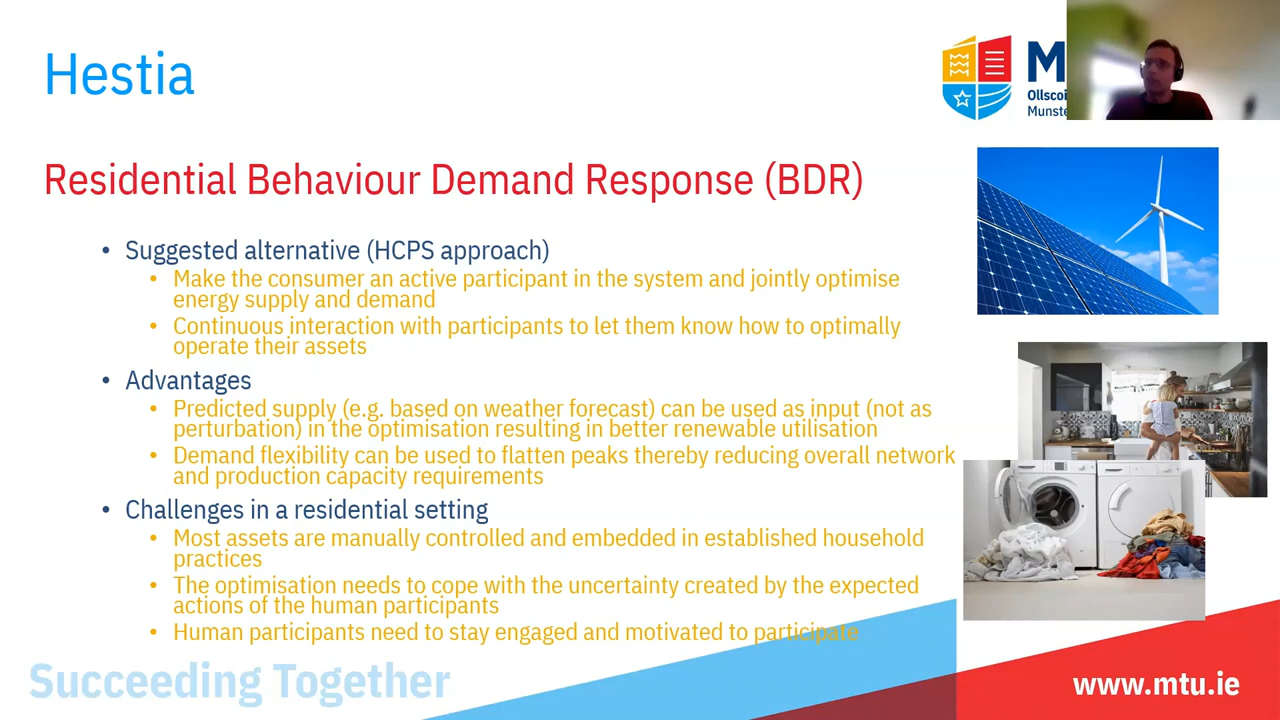 Hestia
M
Ollscoi
Munste
Residential Behaviour Demand Response (BDR)
• Suggested alternative (HCPS approach)
• Make the consumer an active participant in the system and jointly optimise
energy supply and demand
• Continuous interaction with participants to let them know how to optimally
operate their assets
• Advantages
• Predicted supply (e.g. based on weather forecast) can be used as input (not as
perturbation) in the optimisation resulting in better renewable utilisation
• Demand flexibility can be used to flatten peaks thereby reducing overall network
and production capacity requirements
• Challenges in a residential setting
• Most assets are manually controlled and embedded in established household
practices
• The optimisation needs to cope with the uncertainty created by the expected
actions of the human participants
• Human participants need to stay engaged and motivated to participate
Succeeding Together
www.mtu.ie